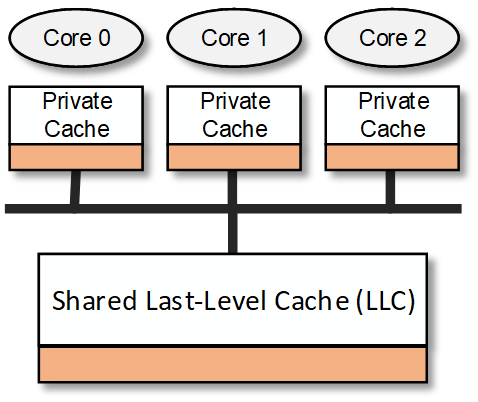 Core 0
Core 1
Core 2
Private
Cache
Private
Cache
Private
Cache
Shared Last-Level Cache (LLC)